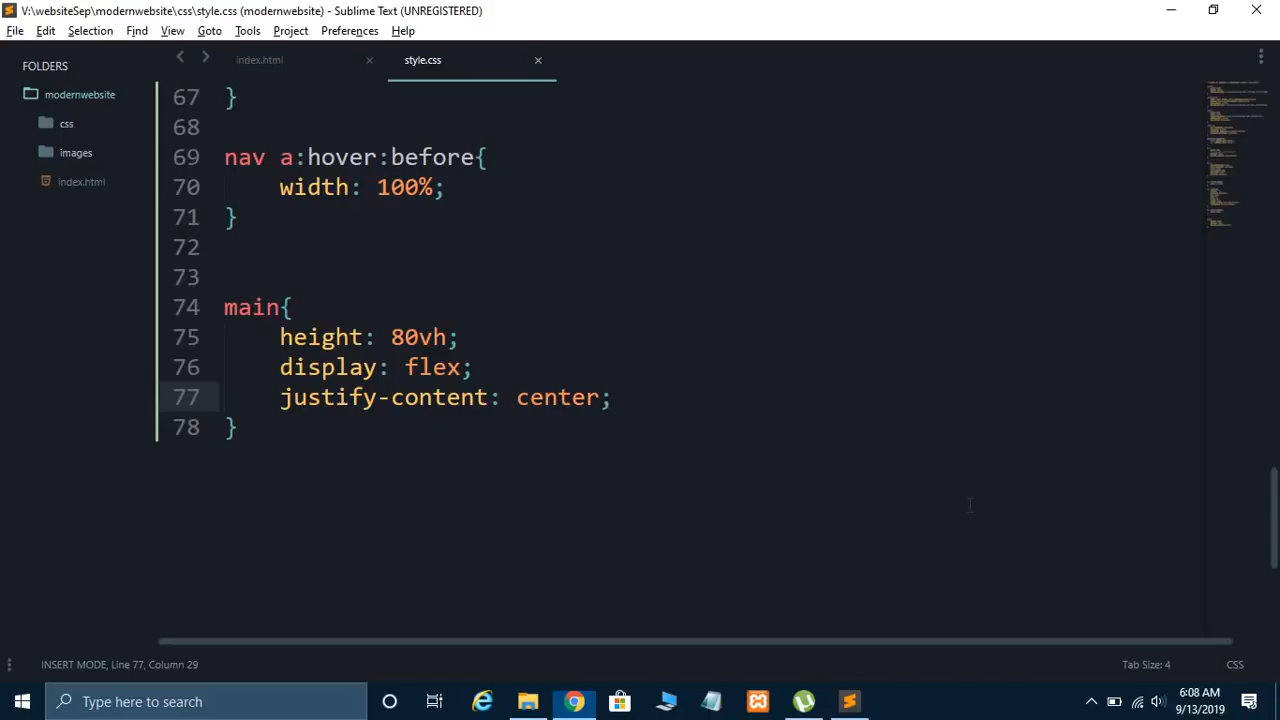 V:\websiteSep\modernwebsite\css\style.css (modernwebsite) - Sublime Text (UNREGISTERED)
File Edit Selection Find View Goto Tools Project Preferences Help
FOLDERS
modernwebsite
css
images
index.html
index.html
style.css
67 }
68
69 nav a:hover:before{
70 width: 100%;
71 }
72
73
74 main{
75 height: 80vh;
76 display: flex;
77 justify-content: center;
78 }
INSERT MODE, Line 77, Column 29
Tab Size: 4
CSS
Type here to search
6:08 AM
9/13/2019